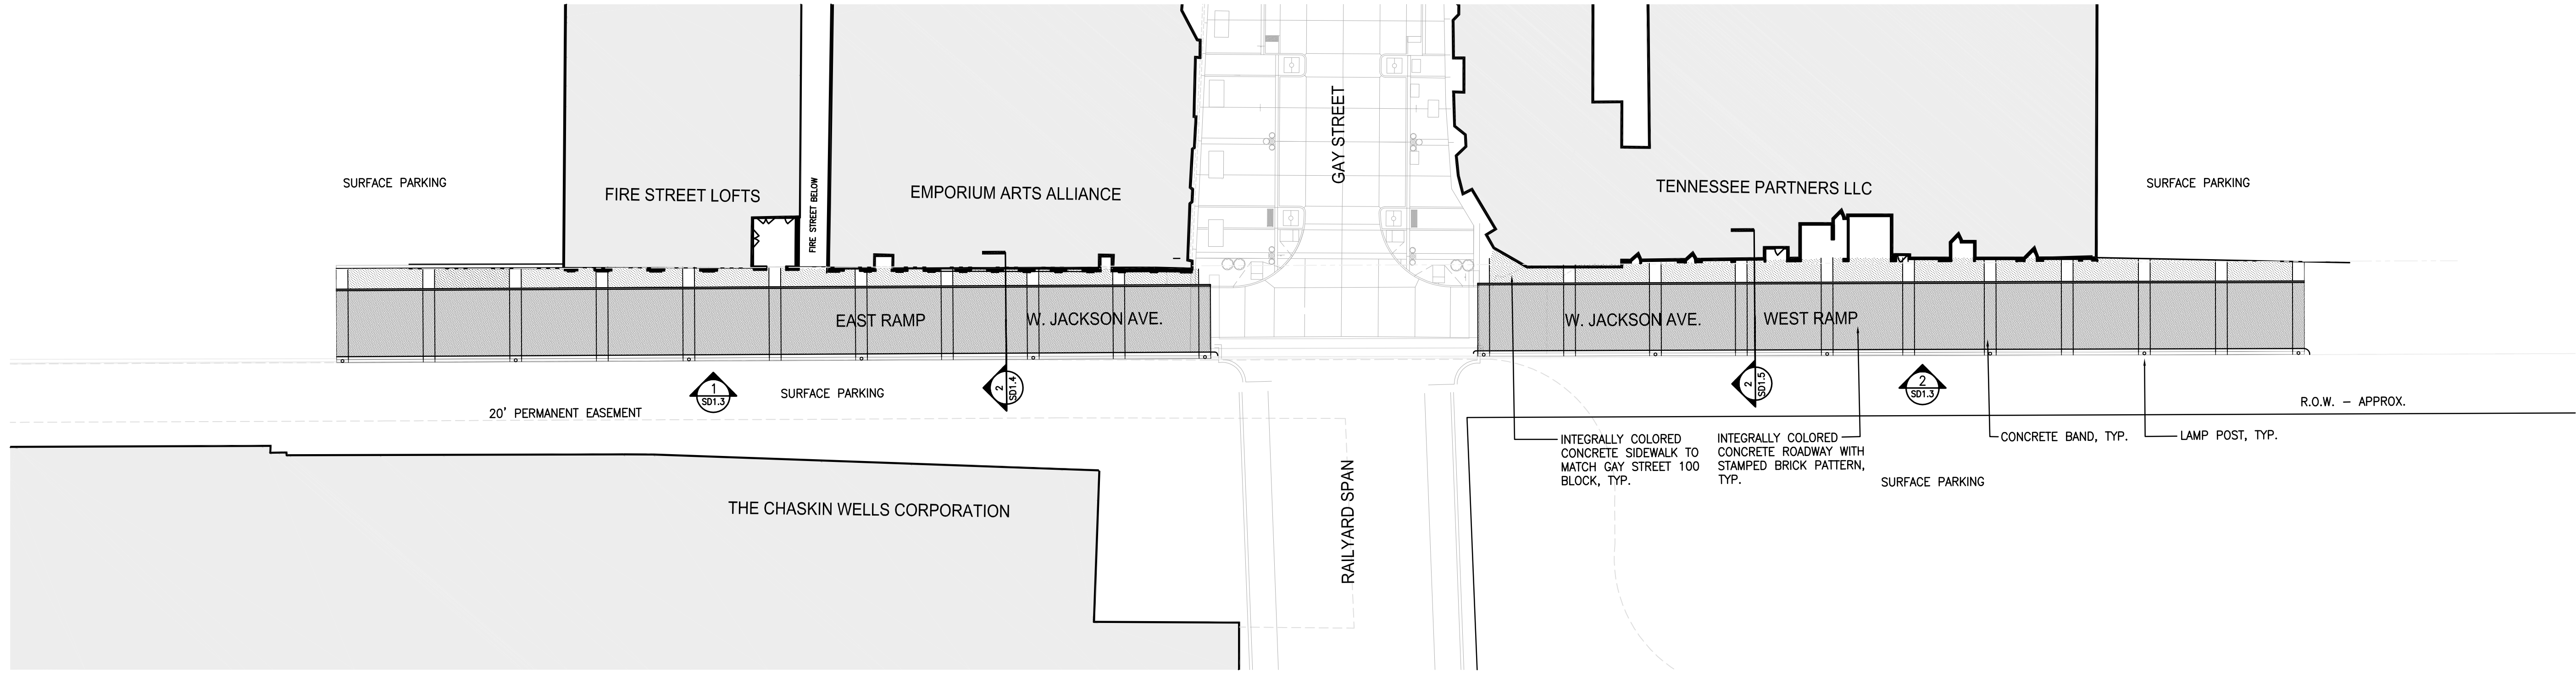 GAY STREET
SURFACE PARKING
FIRE STREET LOFTS
FIRE STREET BELOW
EMPORIUM ARTS ALLIANCE
TENNESSEE PARTNERS LLC
SURFACE PARKING
EAST RAMP
W. JACKSON AVE.
W. JACKSON AVE.
WEST RAMP
1
SD1.3
SURFACE PARKING
2
SD1.4
2
SD1.5
2
SD1.3
20' PERMANENT EASEMENT
R.O.W. - APPROX.
INTEGRALLY COLORED
CONCRETE SIDEWALK TO
MATCH GAY STREET 100
BLOCK, TYP.
INTEGRALLY COLORED
CONCRETE ROADWAY WITH
STAMPED BRICK PATTERN,
TYP.
CONCRETE BAND, TYP.
LAMP POST, TYP.
SURFACE PARKING
THE CHASKIN WELLS CORPORATION
RAILYARD SPAN